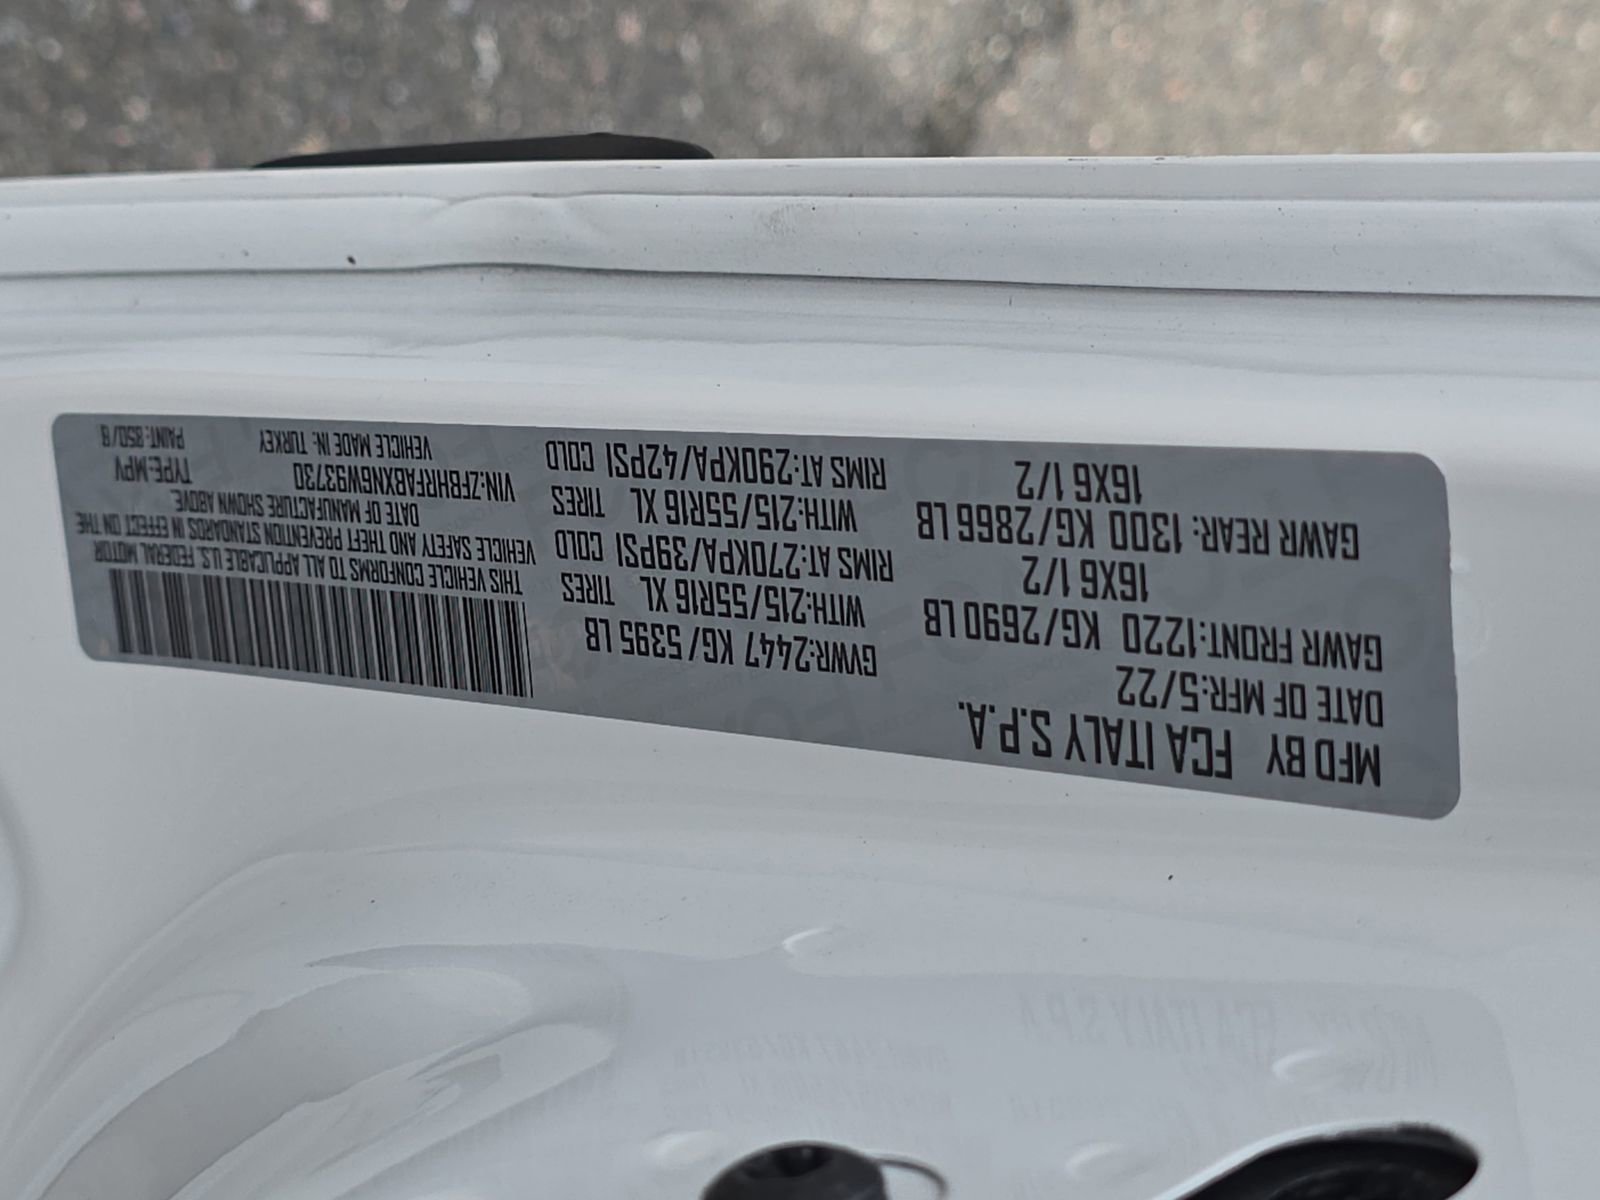 MFD BY FCA ITALY S.P.A.
DATE OF MFR:5/22
GAWR FRONT:1220 KG/2690 LB
16X6 1/2
GAWR REAR: 1300 KG/2866 LB
16X6 1/2
GVWR:2447 KG/5395 LB
WITH:215/55R16 XL TIRES
RIMS AT:270KPA/39PSI COLD
WITH:215/55R16 XL TIRES
RIMS AT:290KPA/42PSI COLD
THIS VEHICLE CONFORMS TO ALL APPLICABLE U.S. FEDERAL MOTOR
VEHICLE SAFETY AND THEFT PREVENTION STANDARDS IN EFFECT ON THE
DATE OF MANUFACTURE SHOWN ABOVE.
VIN:ZFBHRFABXN6W93730 TYPE:MPV
VEHICLE MADE IN: TURKEY PAINT: 850/B